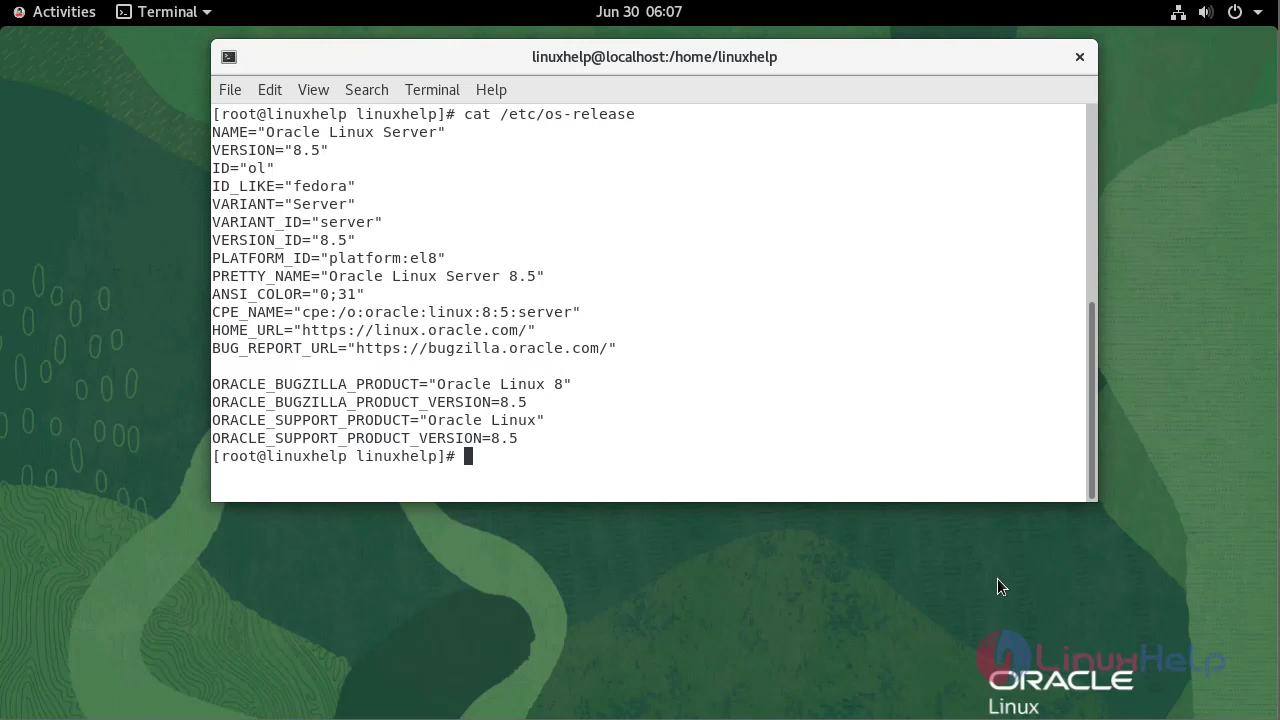 Activities Terminal Jun 30 06:07
linuxhelp@localhost:/home/linuxhelp
File Edit View Search Terminal Help
[root@linuxhelp linuxhelp]# cat /etc/os-release
NAME="Oracle Linux Server"
VERSION="8.5"
ID="ol"
ID_LIKE="fedora"
VARIANT="Server"
VARIANT_ID="server"
VERSION_ID="8.5"
PLATFORM_ID="platform:el8"
PRETTY_NAME="Oracle Linux Server 8.5"
ANSI_COLOR="0;31"
CPE_NAME="cpe:/o:oracle:linux:8:5:server"
HOME_URL="https://linux.oracle.com/"
BUG_REPORT_URL="https://bugzilla.oracle.com/"

ORACLE_BUGZILLA_PRODUCT="Oracle Linux 8"
ORACLE_BUGZILLA_PRODUCT_VERSION=8.5
ORACLE_SUPPORT_PRODUCT="Oracle Linux"
ORACLE_SUPPORT_PRODUCT_VERSION=8.5
[root@linuxhelp linuxhelp]#
LinuxHelp
ORACLE
Linux